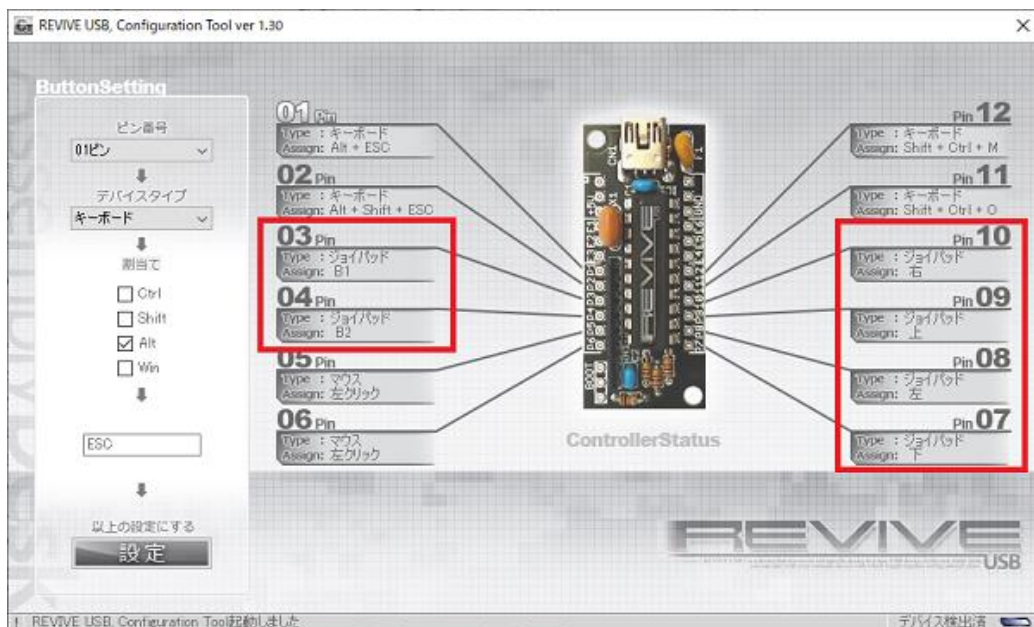 REVIVE USB, Configuration Tool ver 1.30
ButtonSetting
ピン番号
01ピン
デバイスタイプ
キーボード
割当て
Ctrl
Shift
Alt
Win
ESC
以上の設定にする
設定
01 Pin
Type : キーボード
Assign: Alt + ESC
02 Pin
Type : キーボード
Assign: Alt + Shift + ESC
03 Pin
Type : ジョイパッド
Assign: B1
04 Pin
Type : ジョイパッド
Assign: B2
05 Pin
Type : マウス
Assign: 左クリック
06 Pin
Type : マウス
Assign: 左クリック
CN1
F1
X1
REVIVE
BOOT
ControllerStatus
Pin 12
Type : キーボード
Assign: Shift + Ctrl + M
Pin 11
Type : キーボード
Assign: Shift + Ctrl + O
Pin 10
Type : ジョイパッド
Assign: 右
Pin 09
Type : ジョイパッド
Assign: 上
Pin 08
Type : ジョイパッド
Assign: 左
Pin 07
Type : ジョイパッド
Assign: 下
REVIVE
USB
! REVIVE USB, Configuration Tool起動しました
デバイス検出済